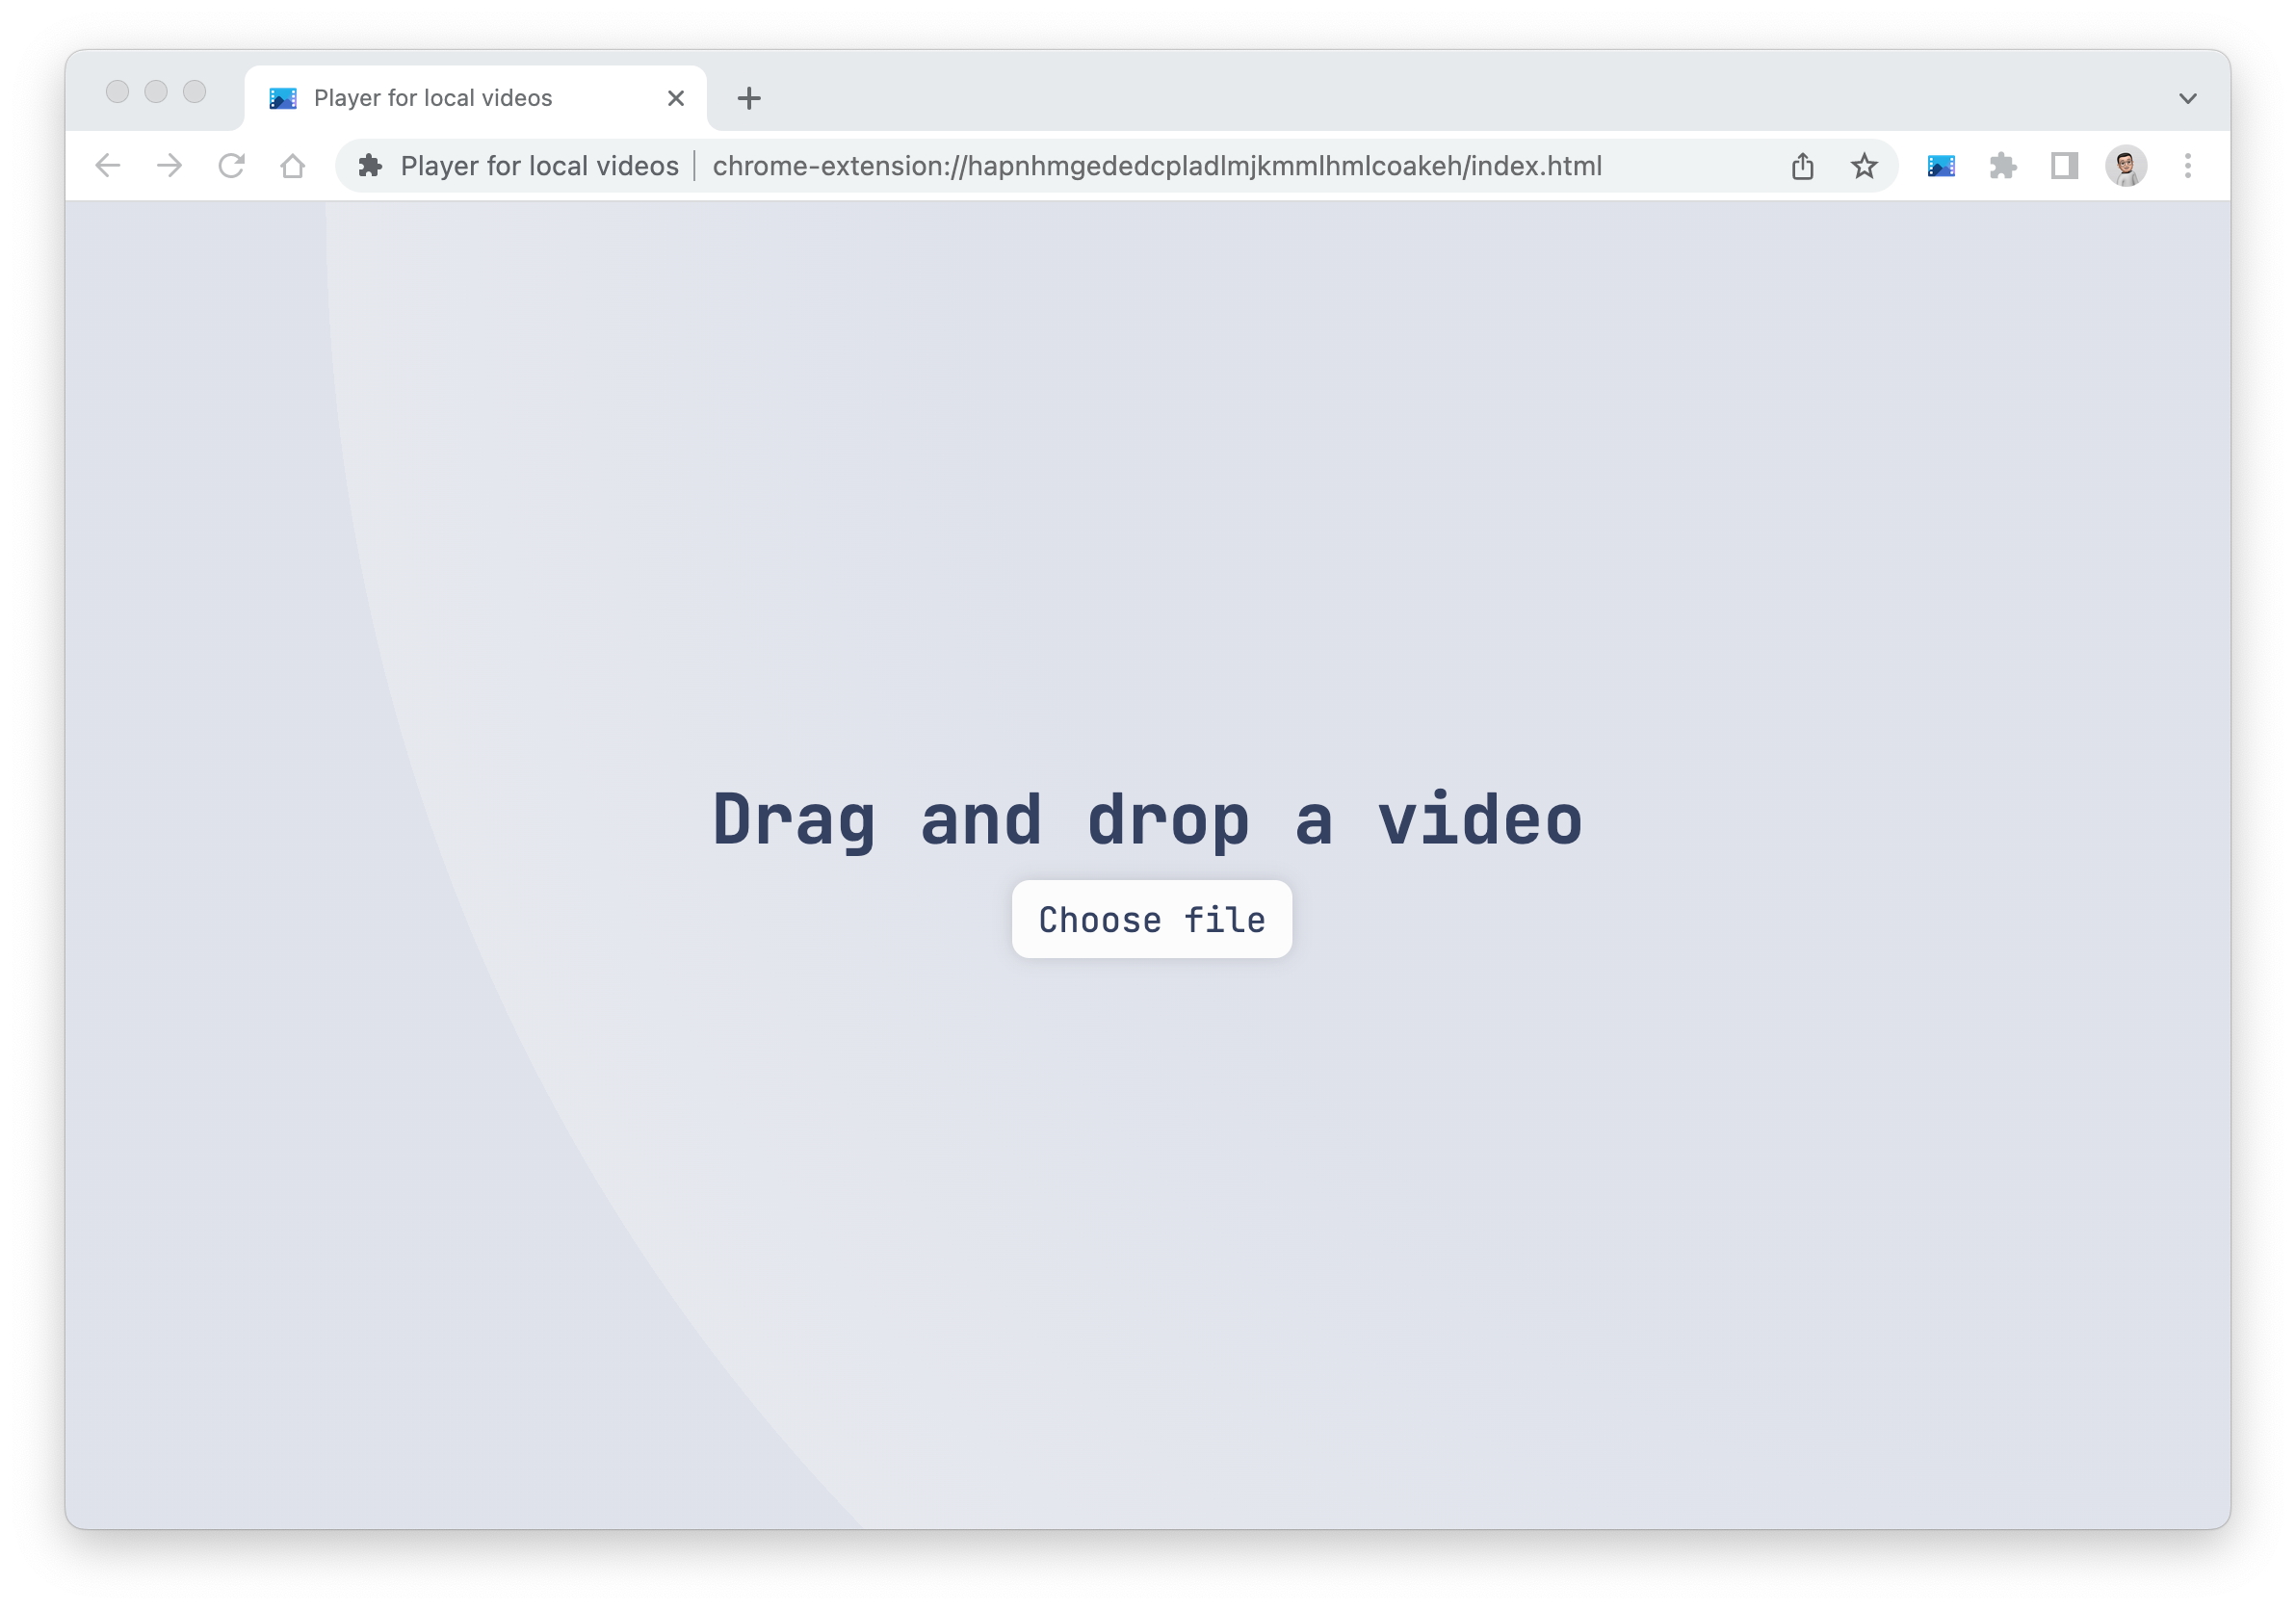 Player for local videos
Player for local videos | chrome-extension://hapnhmgededcpladlmjkmmlhmlcoakeh/index.html
Drag and drop a video
Choose file